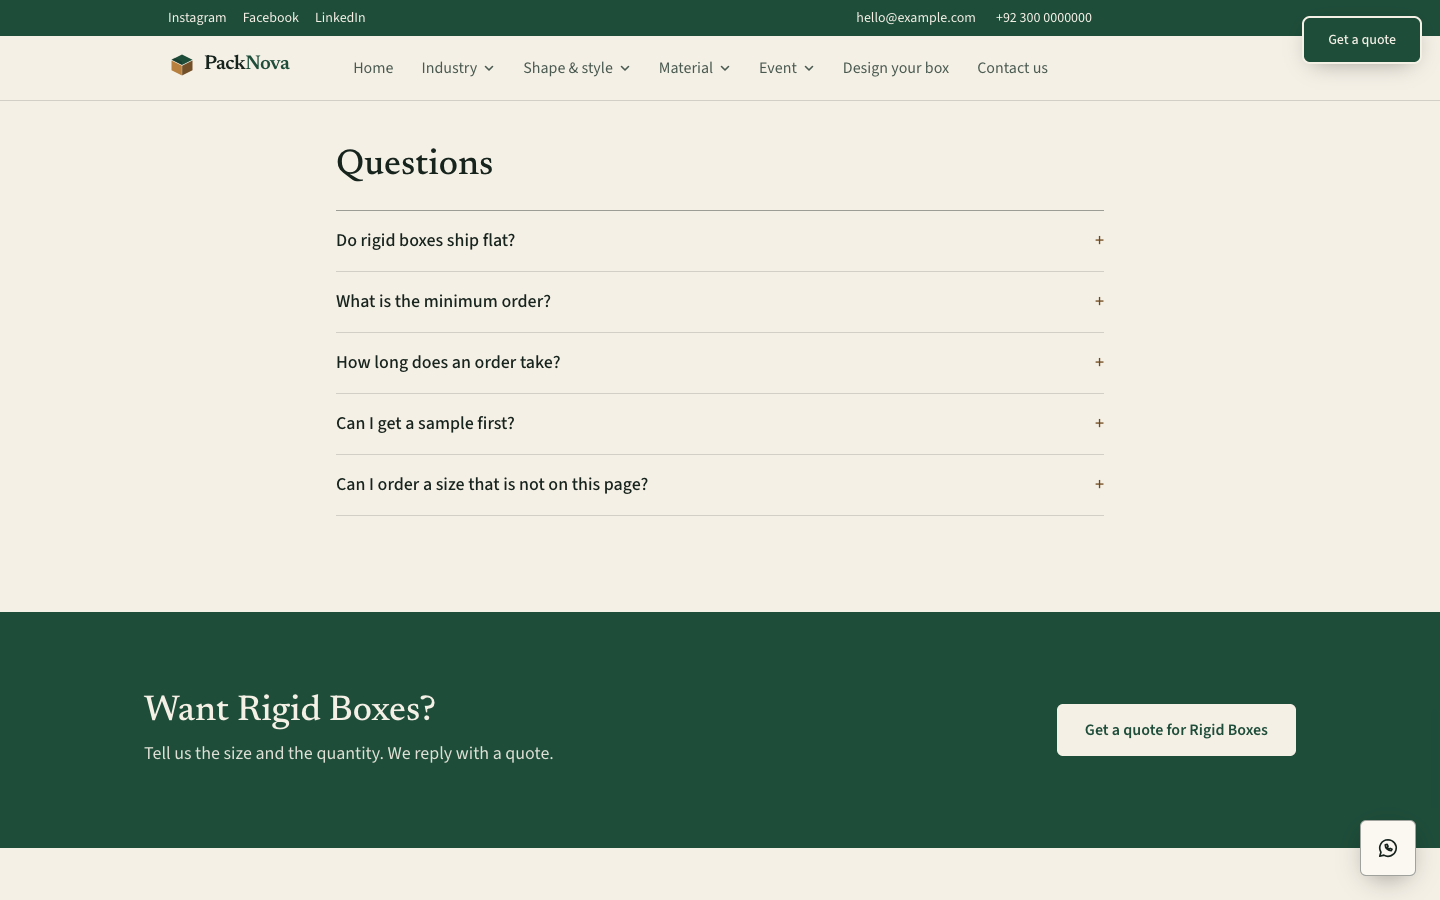 Instagram Facebook LinkedIn hello@example.com +92 300 0000000
Get a quote
PackNova Home Industry Shape & style Material Event Design your box Contact us
Questions
Do rigid boxes ship flat? +
What is the minimum order? +
How long does an order take? +
Can I get a sample first? +
Can I order a size that is not on this page? +
Want Rigid Boxes?
Tell us the size and the quantity. We reply with a quote.
Get a quote for Rigid Boxes